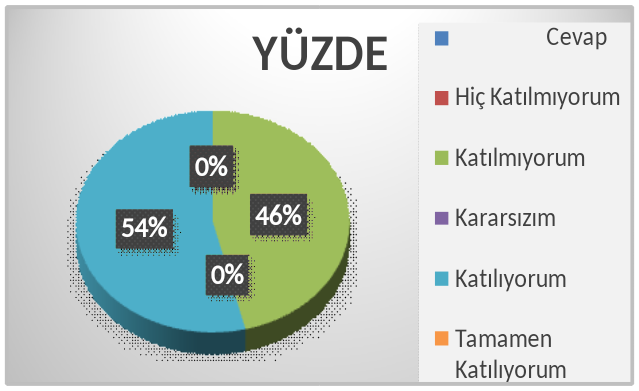 YÜZDE
0%
46%
54%
0%
Cevap
Hiç Katılmıyorum
Katılmıyorum
Kararsızım
Katılıyorum
Tamamen
Katılıyorum